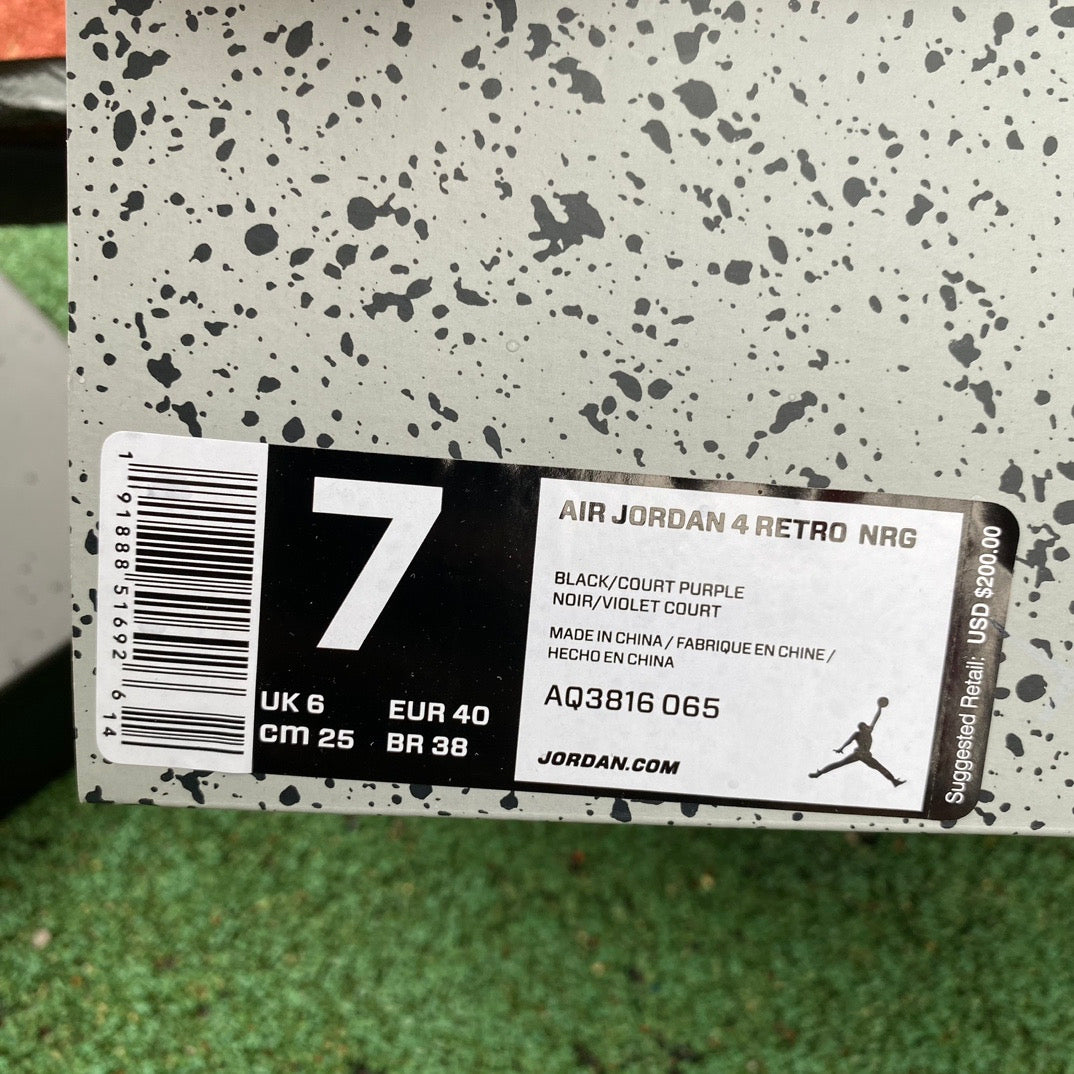 1 91888 51692 6 14
7
UK 6 EUR 40
cm 25 BR 38
AIR JORDAN 4 RETRO NRG
BLACK/COURT PURPLE
NOIR/VIOLET COURT
MADE IN CHINA / FABRIQUE EN CHINE /
HECHO EN CHINA
AQ3816 065
JORDAN.COM
Suggested Retail: USD $200.00